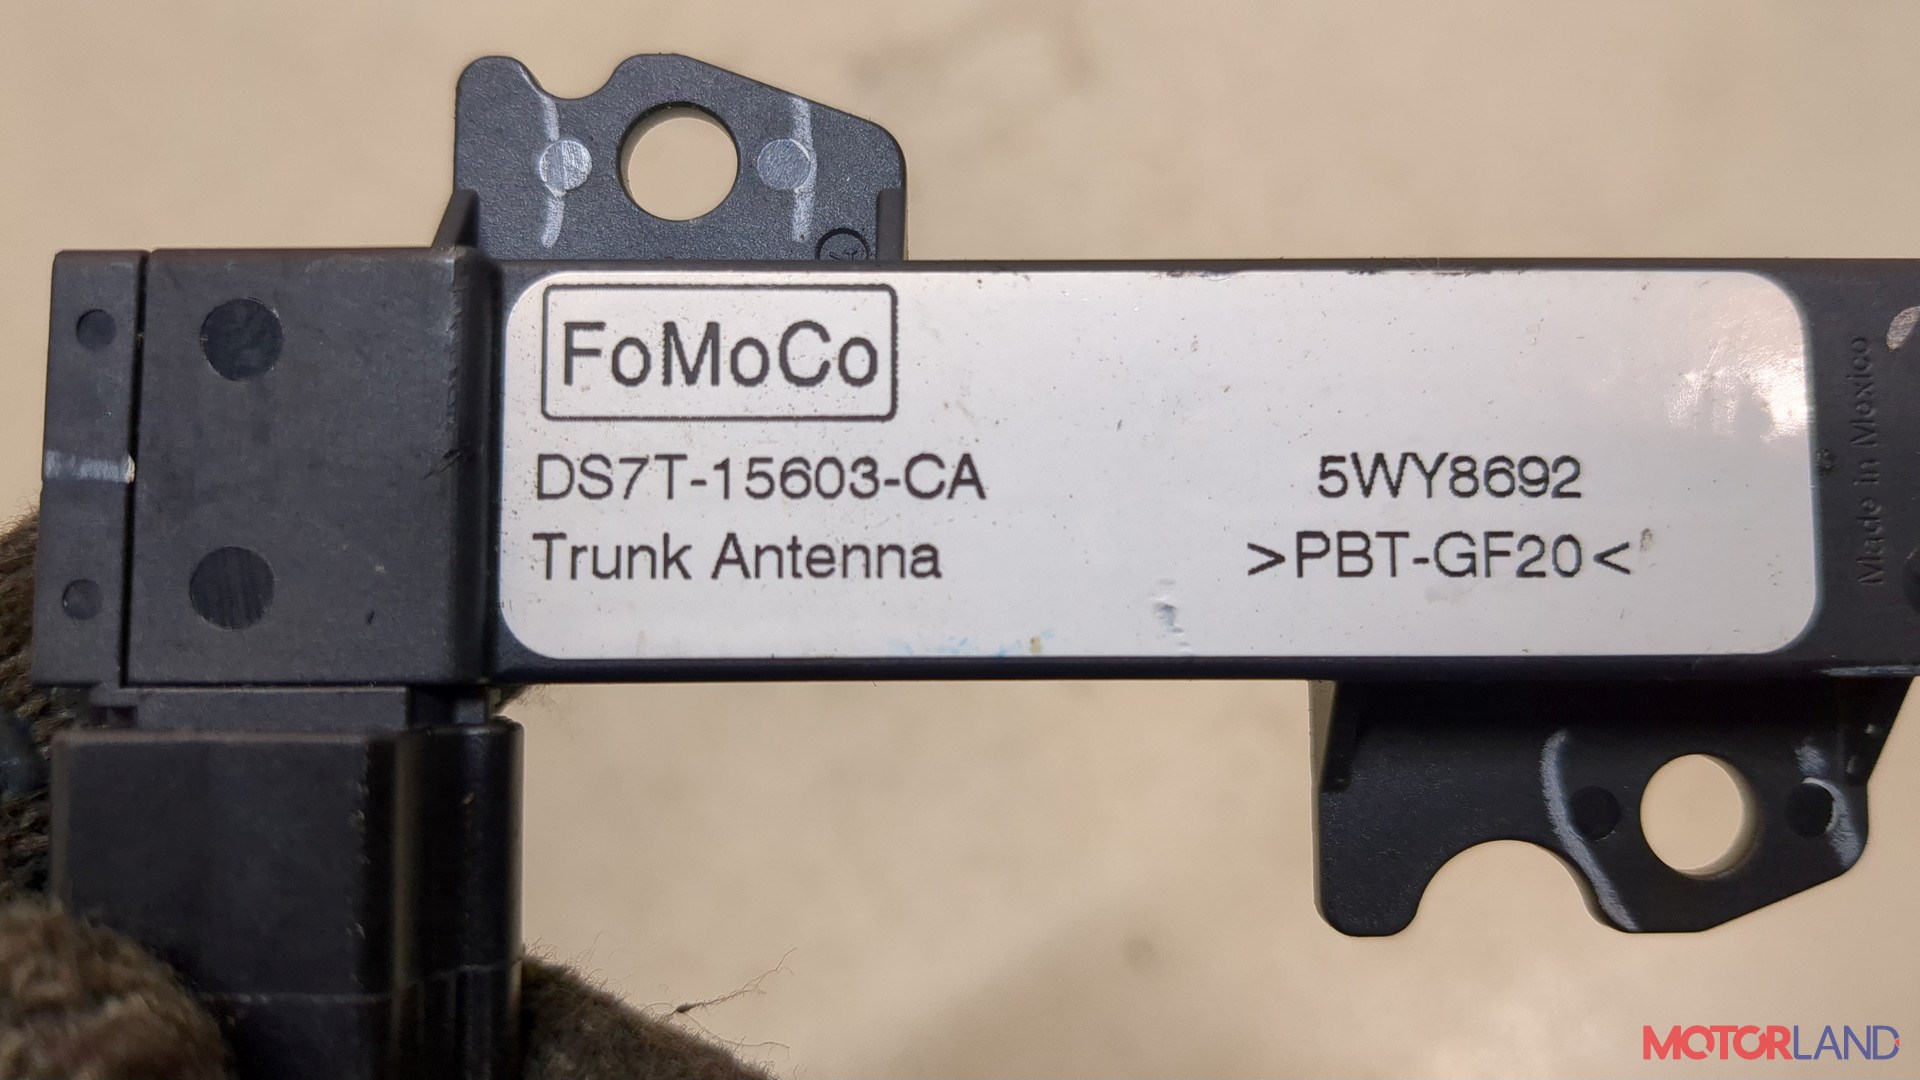 FoMoCo
DS7T-15603-CA
5WY8692
Trunk Antenna
>PBT-GF20<
Made in Mexico
MOTORLAND